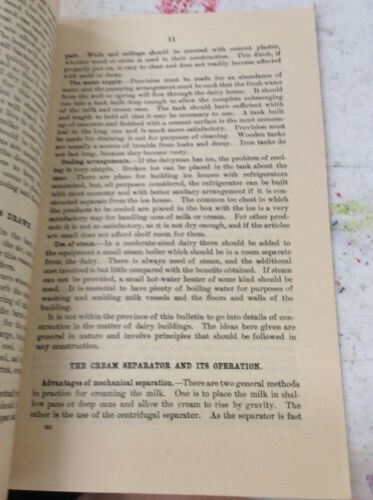 11
pace. Walls and ceilings should be covered with cement plaster,
whether wood or stone is used in their construction. This finish, if
properly put on, is easy to clean and does not readily become affected
with mold or decay.
The water supply.—Provision must be made for an abundance of
water and the pumping arrangement must be such that the fresh water
from the well or spring will flow through the dairy house. It should
run into a tank built deep enough to allow the complete submerging
of the milk cans. The tank should have sufficient width
and length to hold all that it may be necessary to use. A tank built
of concrete and finished with a cement surface is the most econom-
ical in the long run and is much more satisfactory. Provision must
be made for draining it out for purposes of cleaning. Wooden tanks
are usually a source of trouble from leaks and decay. Iron tanks do
not last long, because they rust.
Cooling arrangements.—If the dairyman has ice, the problem of cool-
ing is very simple. Broken ice can be placed in the tank about the
cans. There are plans for building ice houses with refrigerators
connected, but, all purposes considered, the refrigerator can be built
with most economy and with better sanitary arrangement if it is con-
structed separate from the ice house. The common ice chest in which
the products to be cooled are placed in the box with the ice is a very
satisfactory way for handling cans of milk or cream. For other prod-
ucts it is not so satisfactory, as it is not dry enough, and if the articles
are small does not afford shelf room for them.
Use of steam.—In a moderate-sized dairy there should be added to
the equipment a small steam boiler which should be in a room separate
from the dairy. There is always need of steam, and the additional
cost involved is but little compared with the benefits obtained. If steam
can not be provided, a small hot-water heater of some kind should be
used. It is essential to have plenty of boiling water for purposes of
washing and scalding milk vessels and the floors and walls of the
building.
It is not within the province of this bulletin to go into details of con-
struction in the matter of dairy buildings. The ideas here given are
general in nature and involve principles that should be followed in
any construction.
THE CREAM SEPARATOR AND ITS OPERATION.
Advantages of mechanical separation.—There are two general methods
in practice for creaming the milk. One is to place the milk in shal-
low pans or deep cans and allow the cream to rise by gravity. The
other is the use of the centrifugal separator. As the separator is fast